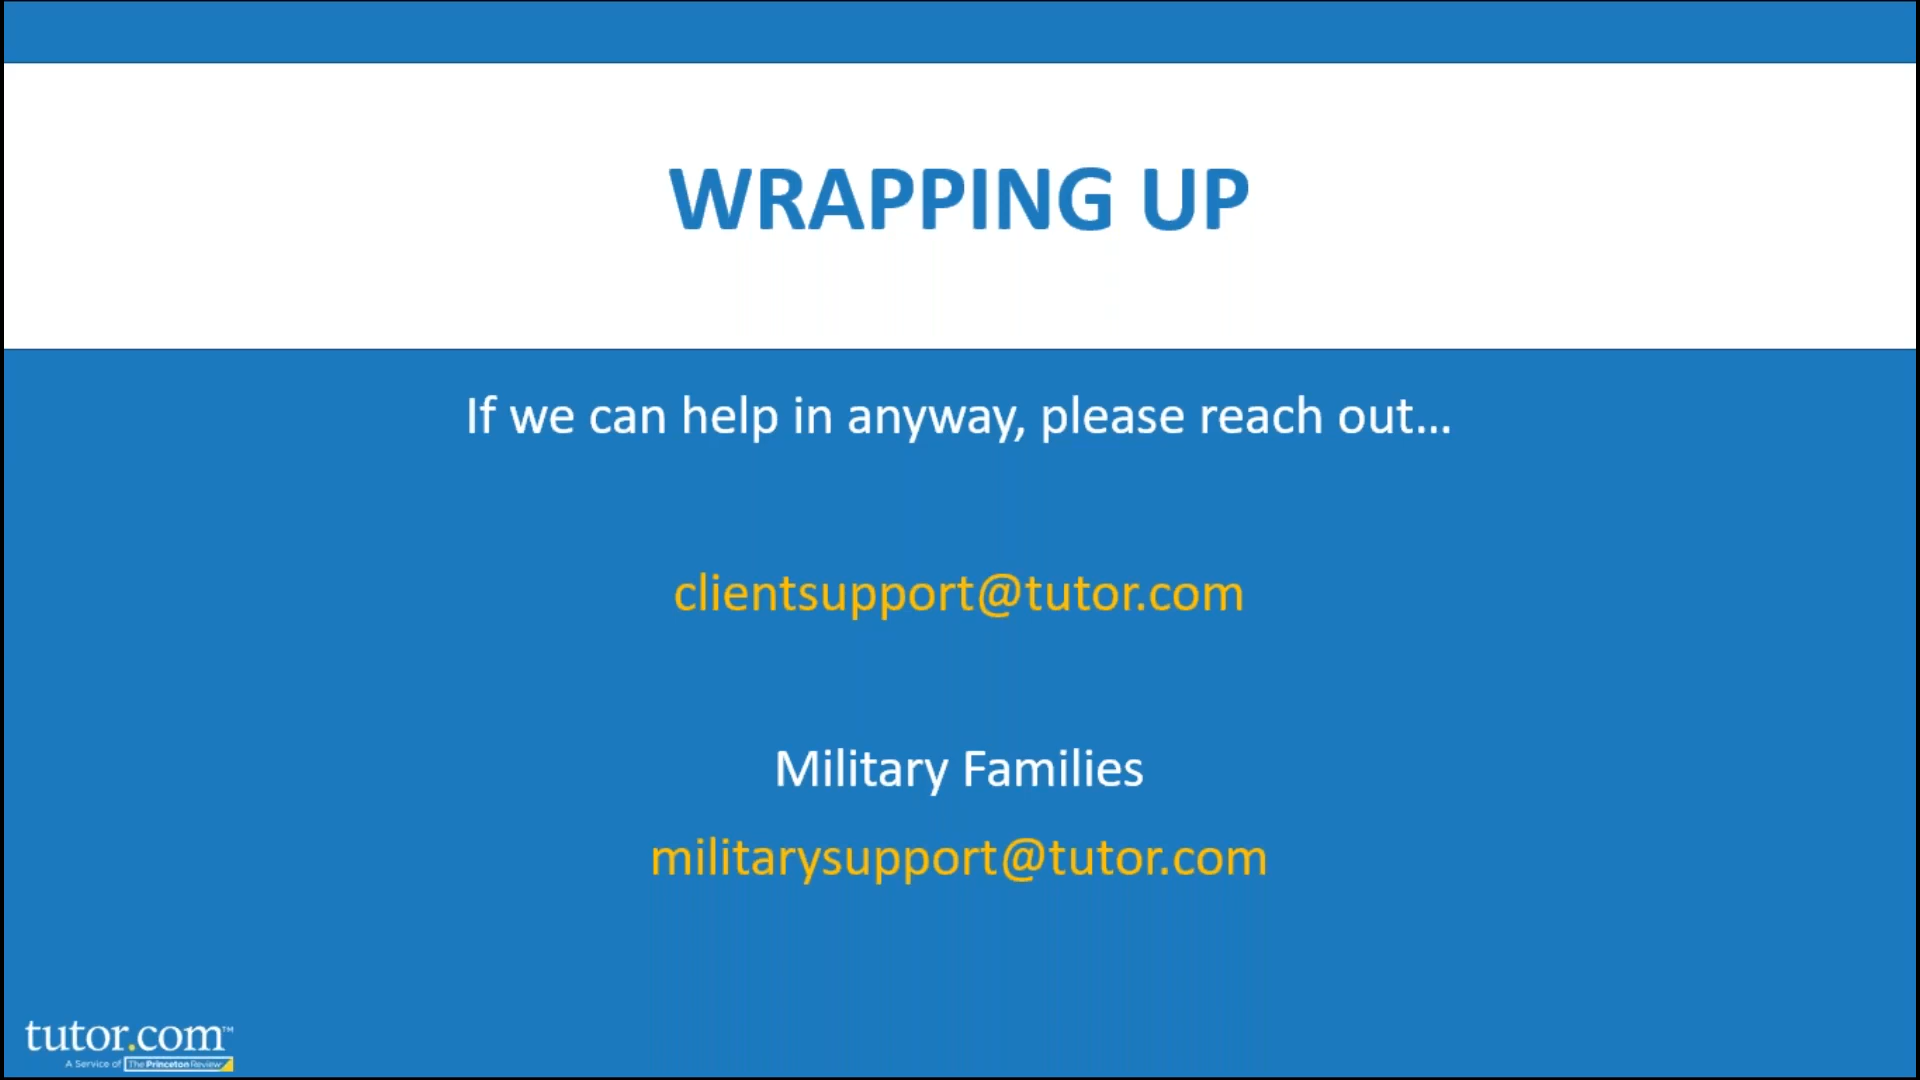 WRAPPING UP
If we can help in anyway, please reach out...
clientsupport@tutor.com
Military Families
militarysupport@tutor.com
tutor.com™
A Service of The Princeton Review